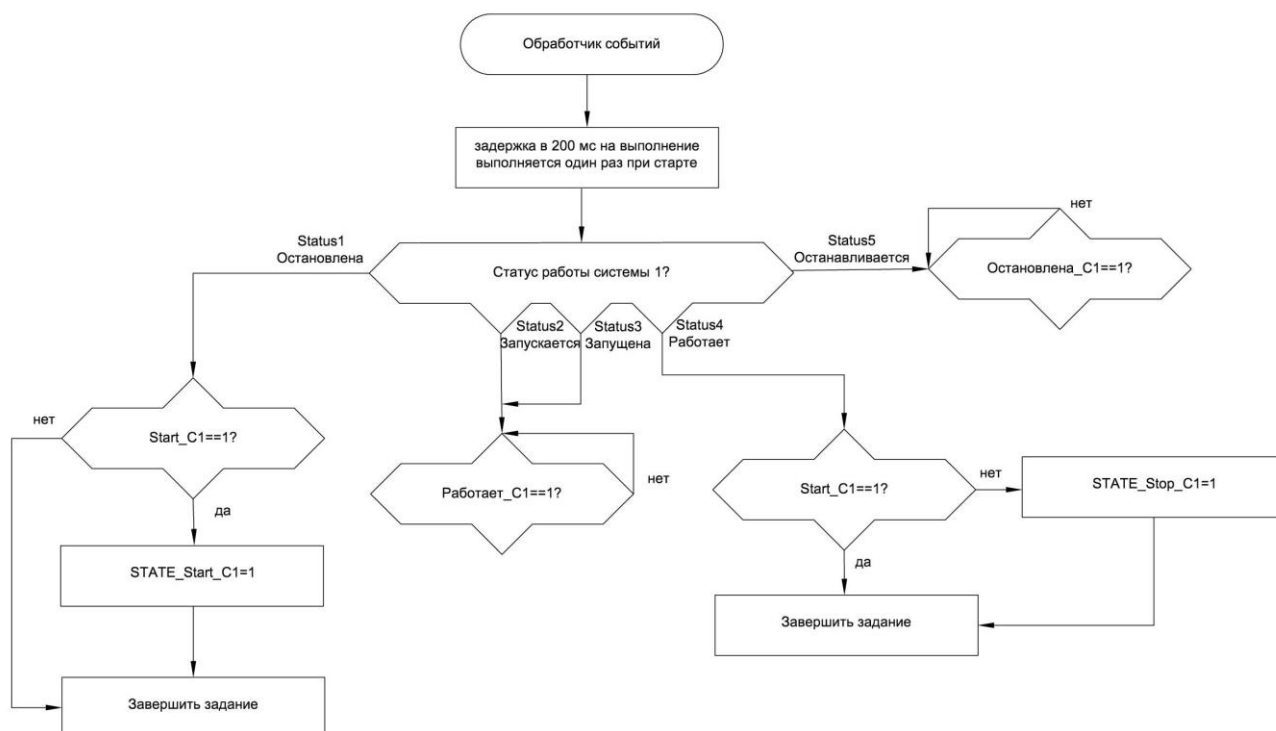 Обработчик событий
задержка в 200 мс на выполнение
выполняется один раз при старте
Status1
Остановлена
Статус работы системы 1?
Status5
Останавливается
нет
Остановлена_С1==1?
Status2
Запускается
Status3
Запущена
Status4
Работает
нет
Start_C1==1?
да
STATE_Start_C1=1
Завершить задание
Работает_С1==1?
нет
Start_C1==1?
нет
STATE_Stop_C1=1
да
Завершить задание